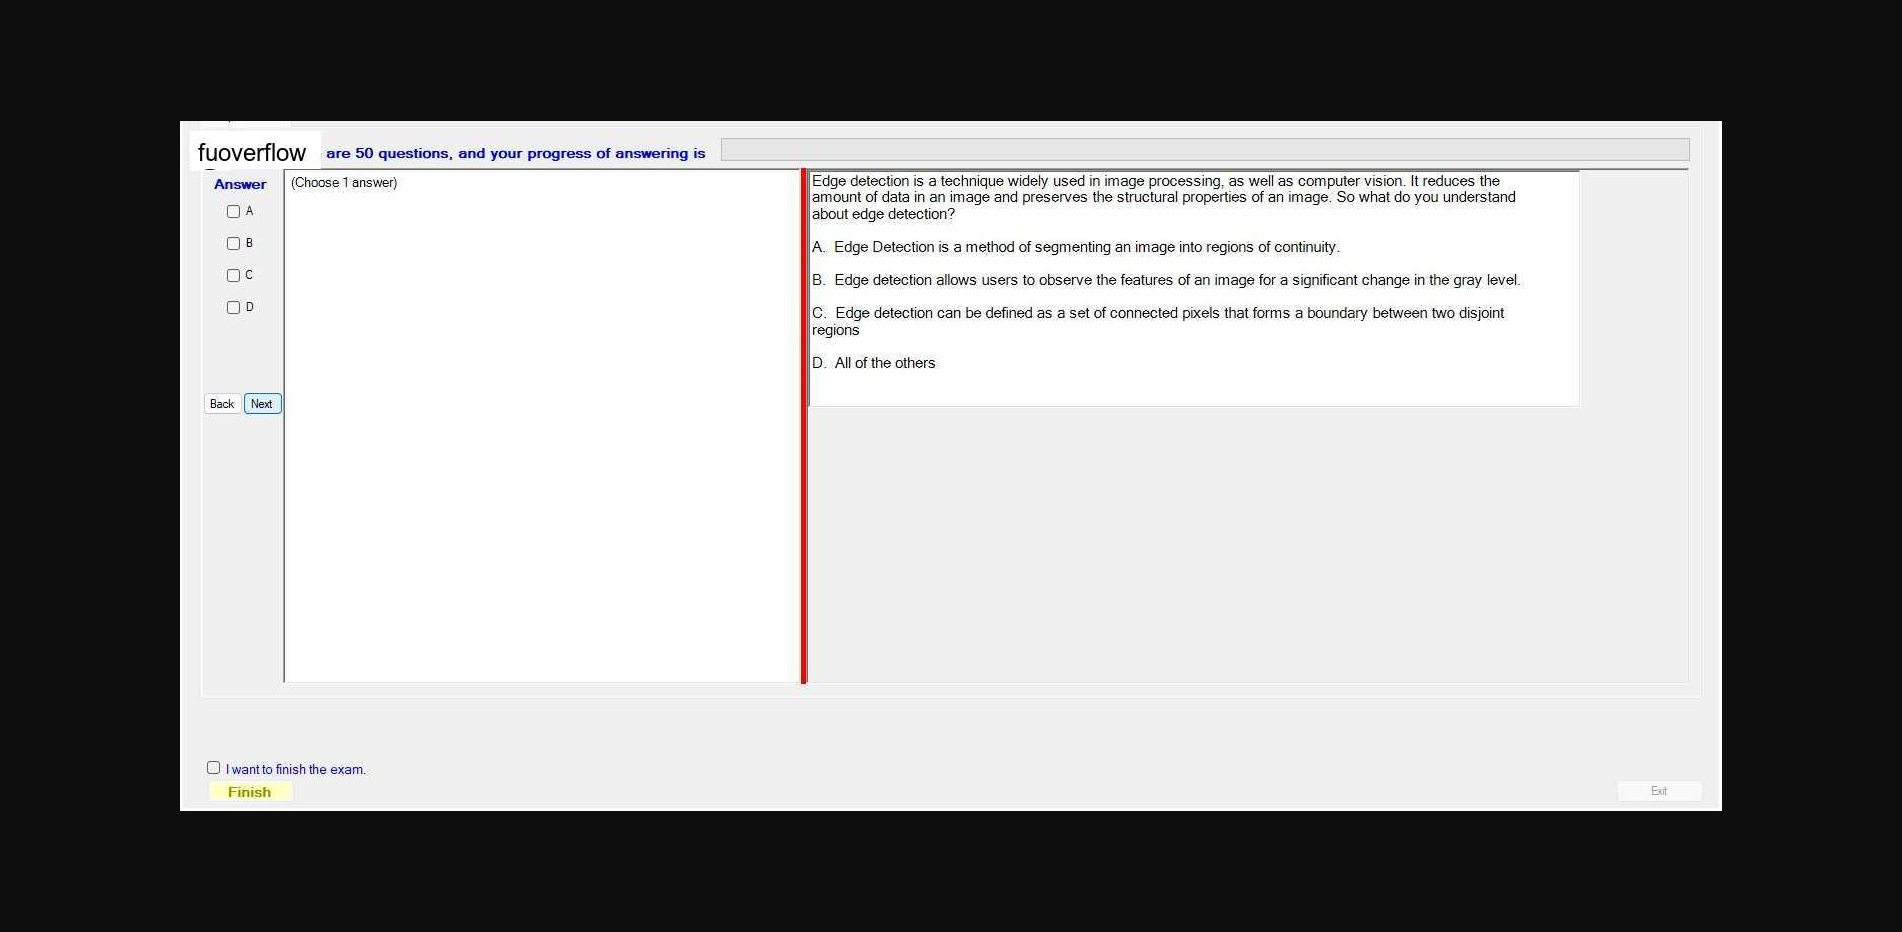 fuoverflow are 50 questions, and your progress of answering is
Answer
(Choose 1 answer)
A
B
C
D
Back Next
Edge detection is a technique widely used in image processing, as well as computer vision. It reduces the
amount of data in an image and preserves the structural properties of an image. So what do you understand
about edge detection?
A. Edge Detection is a method of segmenting an image into regions of continuity.
B. Edge detection allows users to observe the features of an image for a significant change in the gray level.
C. Edge detection can be defined as a set of connected pixels that forms a boundary between two disjoint
regions
D. All of the others
I want to finish the exam.
Finish
Exit